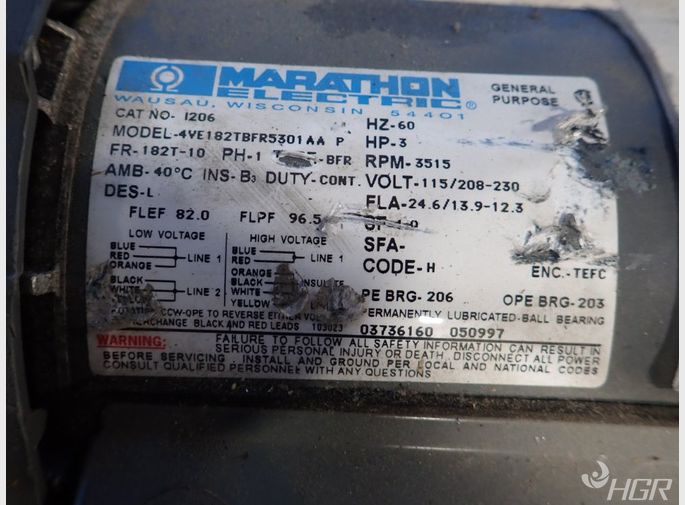 MARATHON
ELECTRIC®
WAUSAU, WISCONSIN 54401
GENERAL
PURPOSE
CAT NO- I206
MODEL-4VE182TBFR5301AA P
FR-182T-10 PH-1 -BFR
AMB-40°C INS-B3 DUTY-CONT.
DES-L
HZ-60
HP-3
RPM-3515
VOLT-115/208-230
FLA-24.6/13.9-12.3
SFA-
CODE-H
ENC.-TEFC
FLEF 82.0 FLPF 96.5
LOW VOLTAGE
BLUE
RED
ORANGE
LINE 1
BLACK
WHITE
LINE 2
HIGH VOLTAGE
BLUE
RED
LINE 1
ORANGE
BLACK
WHITE
YELLOW
CCW-OPE TO REVERSE EITHER
BLACK AND RED LEADS 103023
PE BRG-206 OPE BRG-203
PERMANENTLY LUBRICATED-BALL BEARING
03736160 050997
WARNING: FAILURE TO FOLLOW ALL SAFETY INFORMATION CAN RESULT IN
SERIOUS PERSONAL INJURY OR DEATH. DISCONNECT ALL POWER
BEFORE SERVICING. INSTALL AND GROUND PER LOCAL AND NATIONAL CODES
CONSULT QUALIFIED PERSONNEL WITH ANY QUESTIONS
HGR